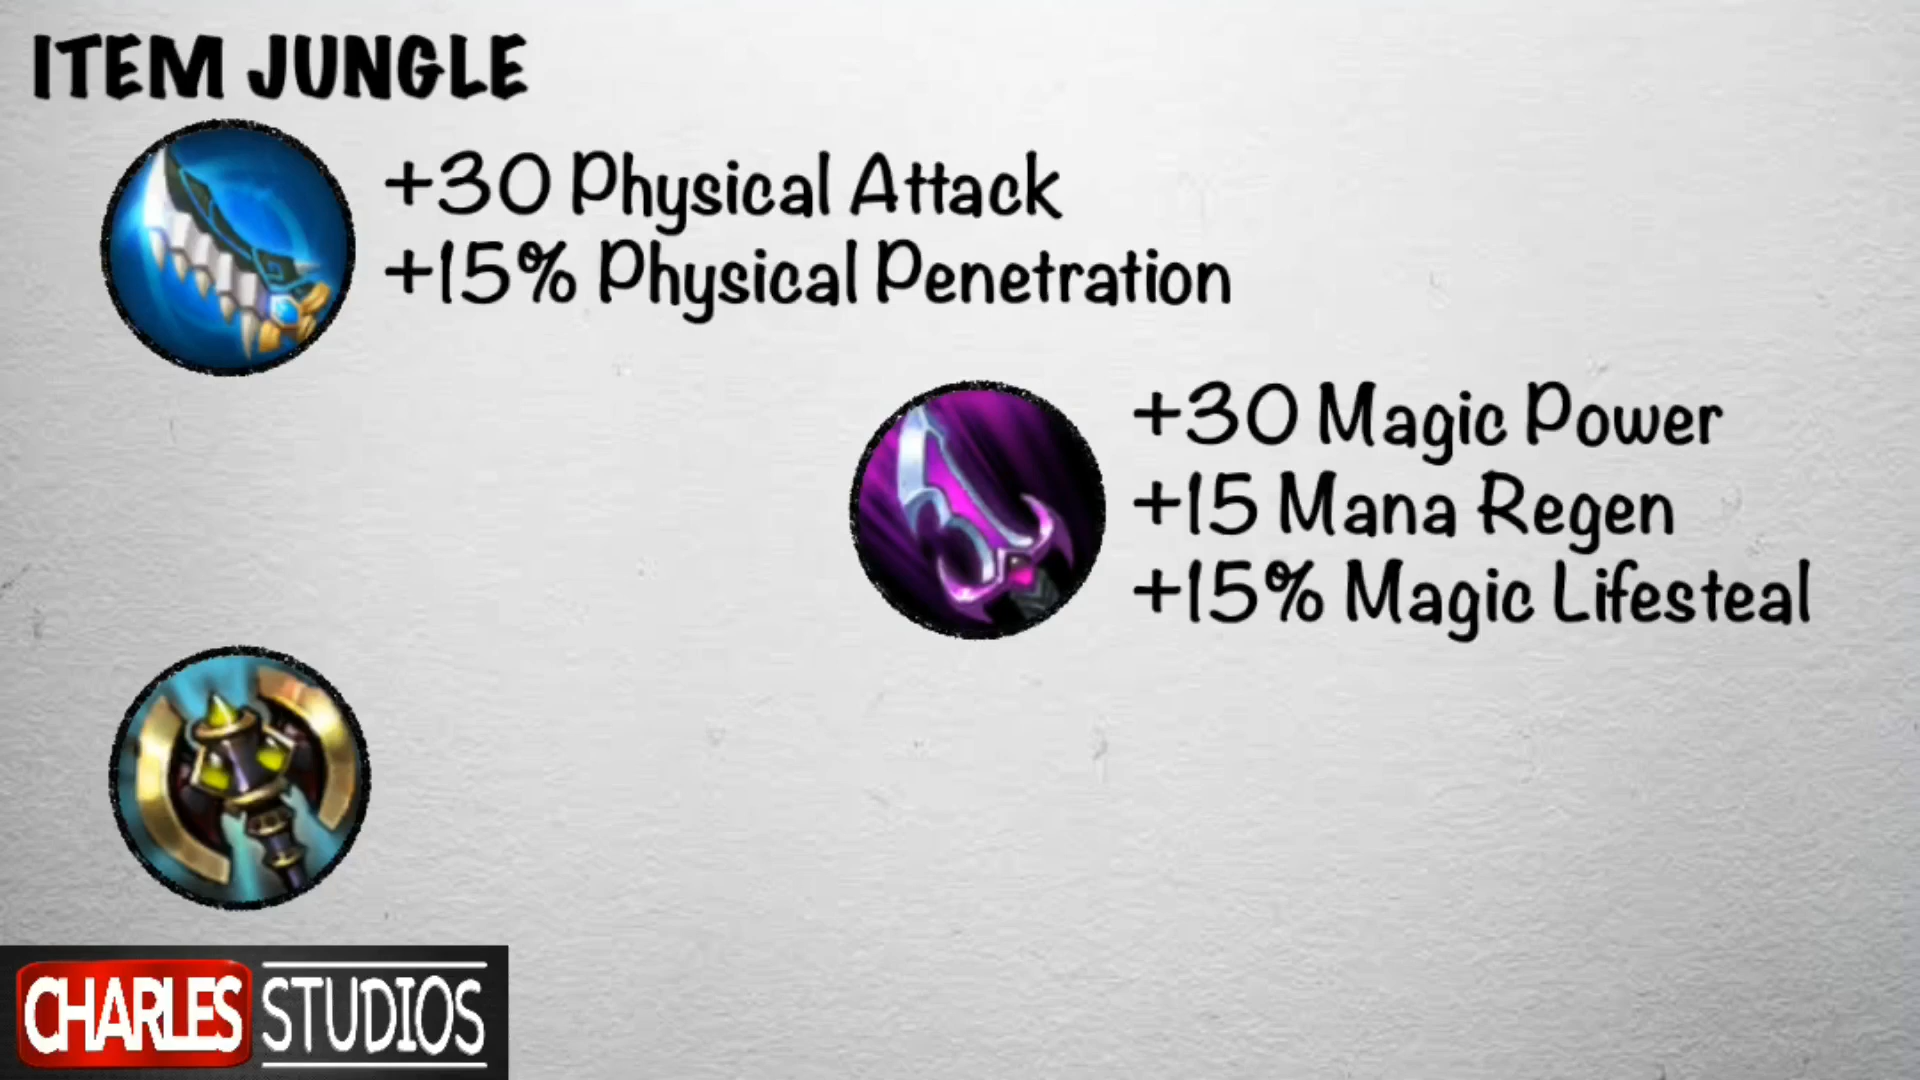 ITEM JUNGLE
+30 Physical Attack
+15% Physical Penetration
+30 Magic Power
+15 Mana Regen
+15% Magic Lifesteal
CHARLES STUDIOS